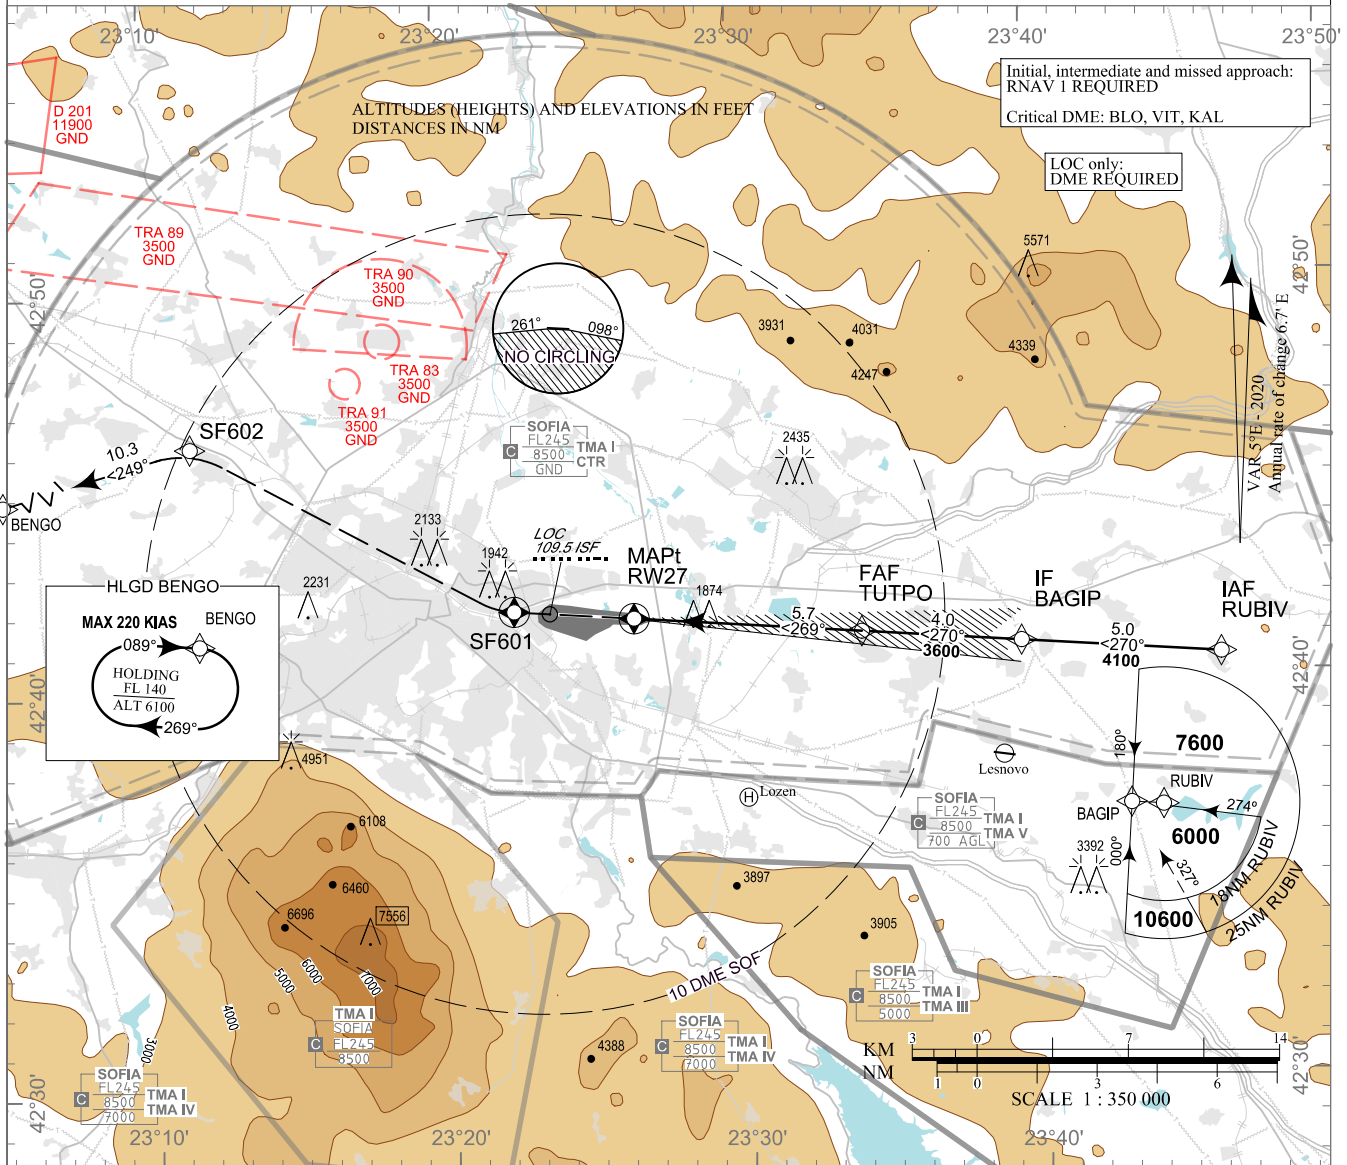 23°10'
23°20'
23°30'
23°40'
23°50'
Initial, intermediate and missed approach:
RNAV 1 REQUIRED
Critical DME: BLO, VIT, KAL
D 201
11900
GND
ALTITUDES (HEIGHTS) AND ELEVATIONS IN FEET
DISTANCES IN NM
LOC only:
DME REQUIRED
TRA 89
3500
GND
5571
42°50'
TRA 90
3500
GND
42°50'
261°
098°
NO CIRCLING
3931
4031
4339
4247
TRA 83
3500
GND
TRA 91
3500
GND
VAR 5°E - 2020
Annual rate of change 6.7' E
SF602
SOFIA
FL245
8500
GND
C
TMA I
CTR
2435
10.3
<249°
BENGO
2133
1942
LOC
109.5 ISF
MAPt
RW27
FAF
TUTPO
IF
BAGIP
IAF
RUBIV
HLGD BENGO
2231
1874
MAX 220 KIAS
BENGO
089°
HOLDING
FL 140
ALT 6100
269°
SF601
5.7
<269°
4.0
<270°
3600
5.0
<270°
4100
42°40'
42°40'
4951
180°
7600
Lesnovo
H
Lozen
BAGIP
RUBIV
274°
6000
SOFIA
FL245
8500
700 AGL
C
TMA I
TMA V
6108
3392
000°
327°
18NM RUBIV
25NM RUBIV
10600
6460
6696
7556
3897
3905
5000
6000
7000
4000
3000
10 DME SOF
SOFIA
FL245
8500
5000
C
TMA I
TMA III
TMA I
SOFIA
FL245
8500
C
SOFIA
FL245
8500
7000
C
TMA I
TMA IV
4388
3
0
7
14
KM
NM
1
0
3
6
SCALE 1 : 350 000
42°30'
SOFIA
FL245
8500
7000
C
TMA I
TMA IV
42°30'
23°10'
23°20'
23°30'
23°40'